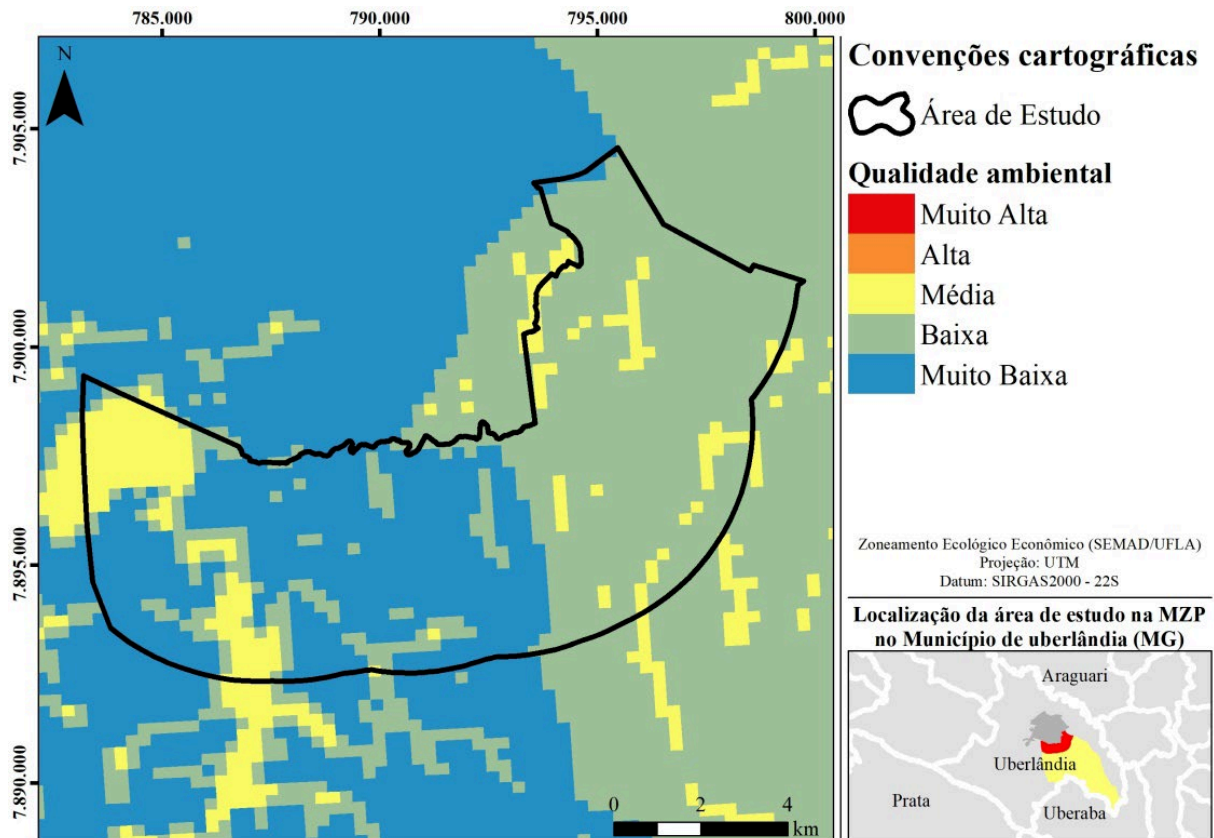 785.000 790.000 795.000 800.000
7.905.000
7.900.000
7.895.000
7.890.000
N
0 2 4
km
Convenções cartográficas
Área de Estudo
Qualidade ambiental
Muito Alta
Alta
Média
Baixa
Muito Baixa
Zoneamento Ecológico Econômico (SEMAD/UFLA)
Projeção: UTM
Datum: SIRGAS2000 - 22S
Localização da área de estudo na MZP
no Município de uberlândia (MG)
Araguari
Uberlândia
Prata
Uberaba